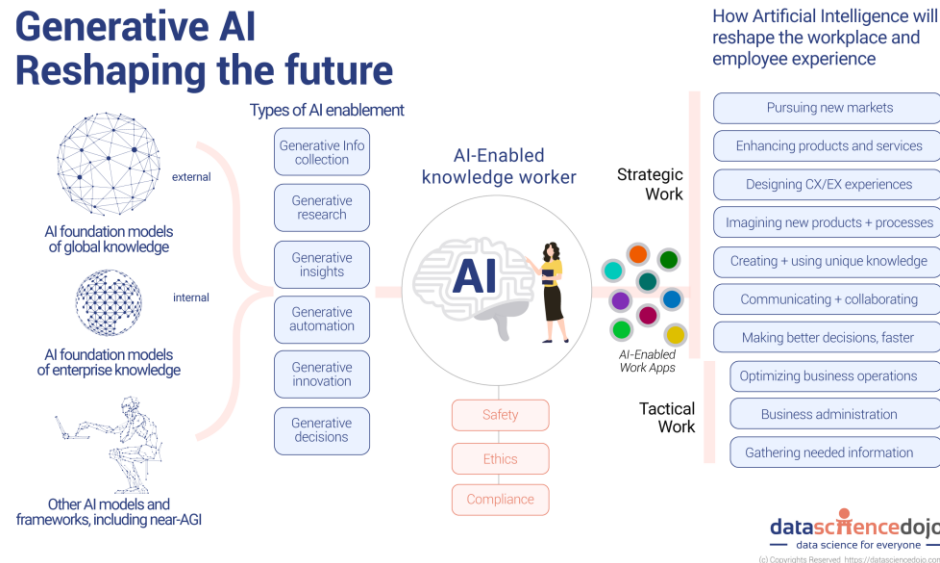 Generative AI
Reshaping the future
How Artificial Intelligence will
reshape the workplace and
employee experience
Types of AI enablement
external
AI foundation models
of global knowledge
internal
AI foundation models
of enterprise knowledge
Other AI models and
frameworks, including near-AGI
Generative Info
collection
Generative
research
Generative
insights
Generative
automation
Generative
innovation
Generative
decisions
AI-Enabled
knowledge worker
AI
Safety
Ethics
Compliance
AI-Enabled
Work Apps
Strategic
Work
Pursuing new markets
Enhancing products and services
Designing CX/EX experiences
Imagining new products + processes
Creating + using unique knowledge
Communicating + collaborating
Making better decisions, faster
Tactical
Work
Optimizing business operations
Business administration
Gathering needed information
datasciencedojo
data science for everyone
(c) Copyrights Reserved https://datasciencedojo.com